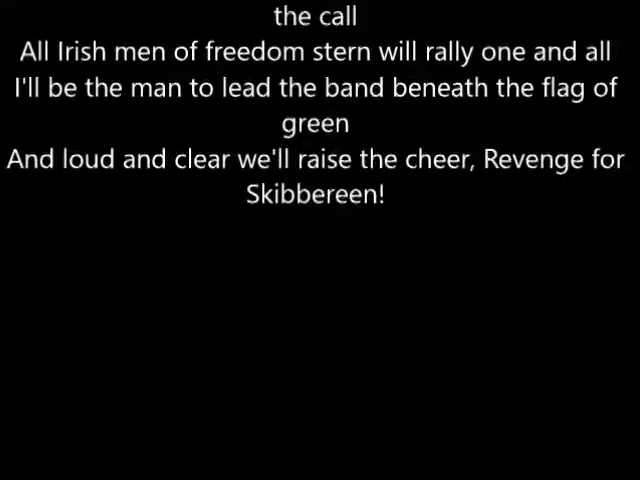 the call
All Irish men of freedom stern will rally one and all
I'll be the man to lead the band beneath the flag of
green
And loud and clear we'll raise the cheer, Revenge for
Skibbereen!